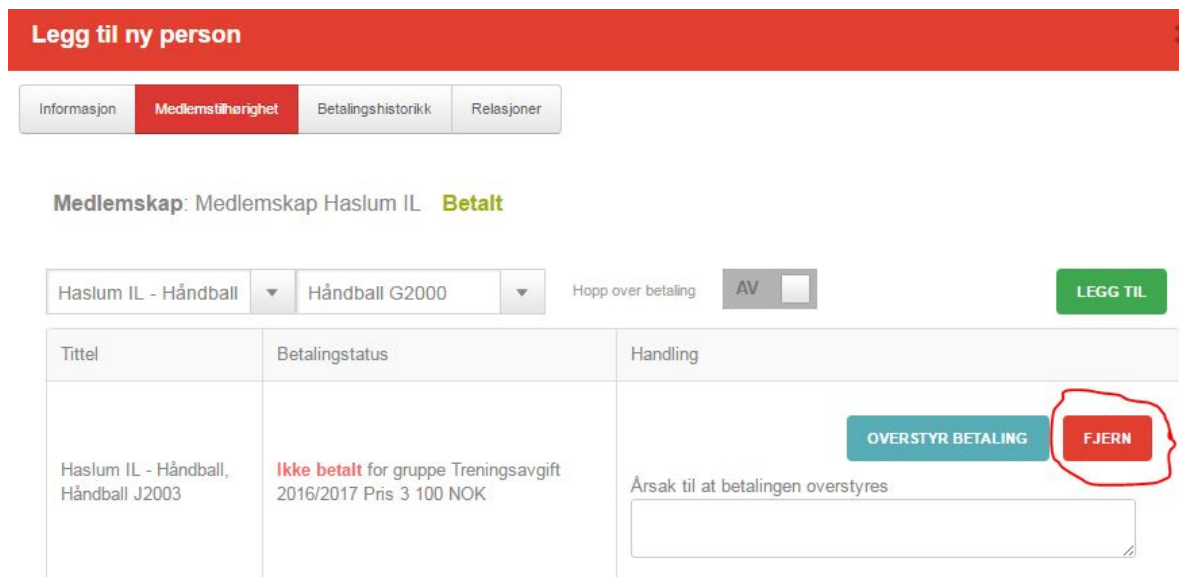 Legg til ny person
Informasjon Medlemstilhørighet Betalingshistorikk Relasjoner
Medlemskap: Medlemskap Haslum IL Betalt
Haslum IL - Håndball Håndball G2000 Hopp over betaling AV LEGG TIL
Tittel Betalingstatus Handling
OVERSTYR BETALING FJERN
Haslum IL - Håndball,
Håndball J2003
Ikke betalt for gruppe Treningsavgift
2016/2017 Pris 3 100 NOK
Årsak til at betalingen overstyres